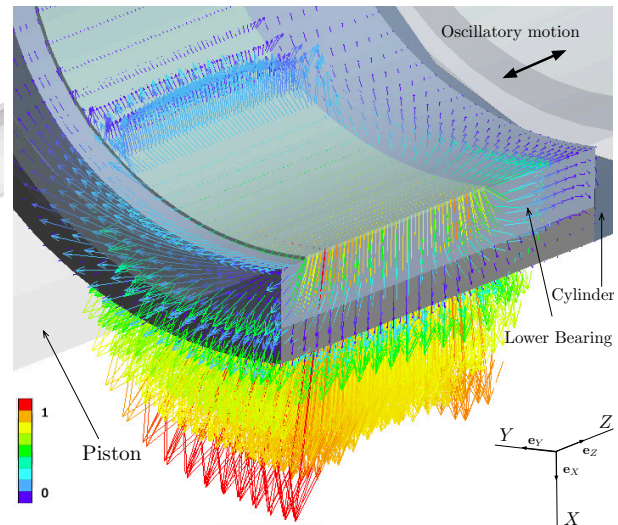 Oscillatory motion
Cylinder
Lower Bearing
Piston
1
0
Y
e_Y
Z
e_Z
e_X
X